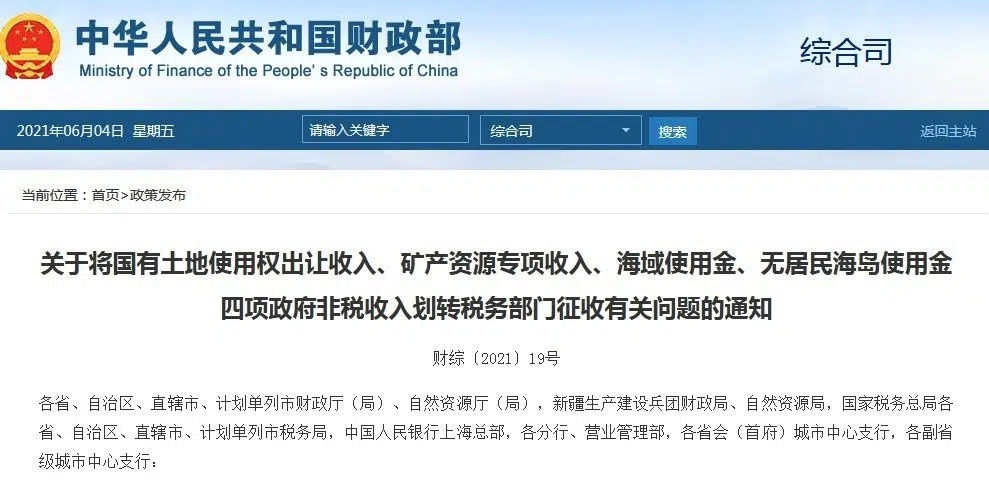 中华人民共和国财政部
Ministry of Finance of the People’s Republic of China
综合司
2021年06月04日 星期五
请输入关键字
综合司
搜索
返回主站
当前位置：首页>政策发布
关于将国有土地使用权出让收入、矿产资源专项收入、海域使用金、无居民海岛使用金
四项政府非税收入划转税务部门征收有关问题的通知
财综〔2021〕19号
各省、自治区、直辖市、计划单列市财政厅（局）、自然资源厅（局），新疆生产建设兵团财政局、自然资源局，国家税务总局各
省、自治区、直辖市、计划单列市税务局，中国人民银行上海总部，各分行、营业管理部，各省会（首府）城市中心支行，各副省
级城市中心支行：